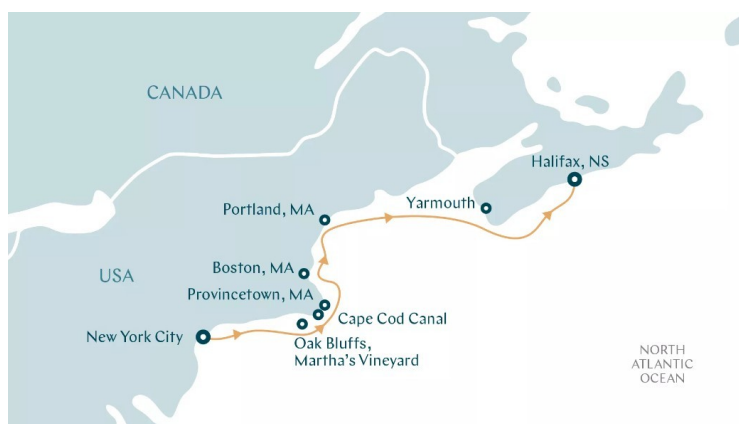 CANADA
Halifax, NS
Yarmouth
Portland, MA
Boston, MA
USA
Provincetown, MA
Cape Cod Canal
New York City
Oak Bluffs,
Martha's Vineyard
NORTH
ATLANTIC
OCEAN